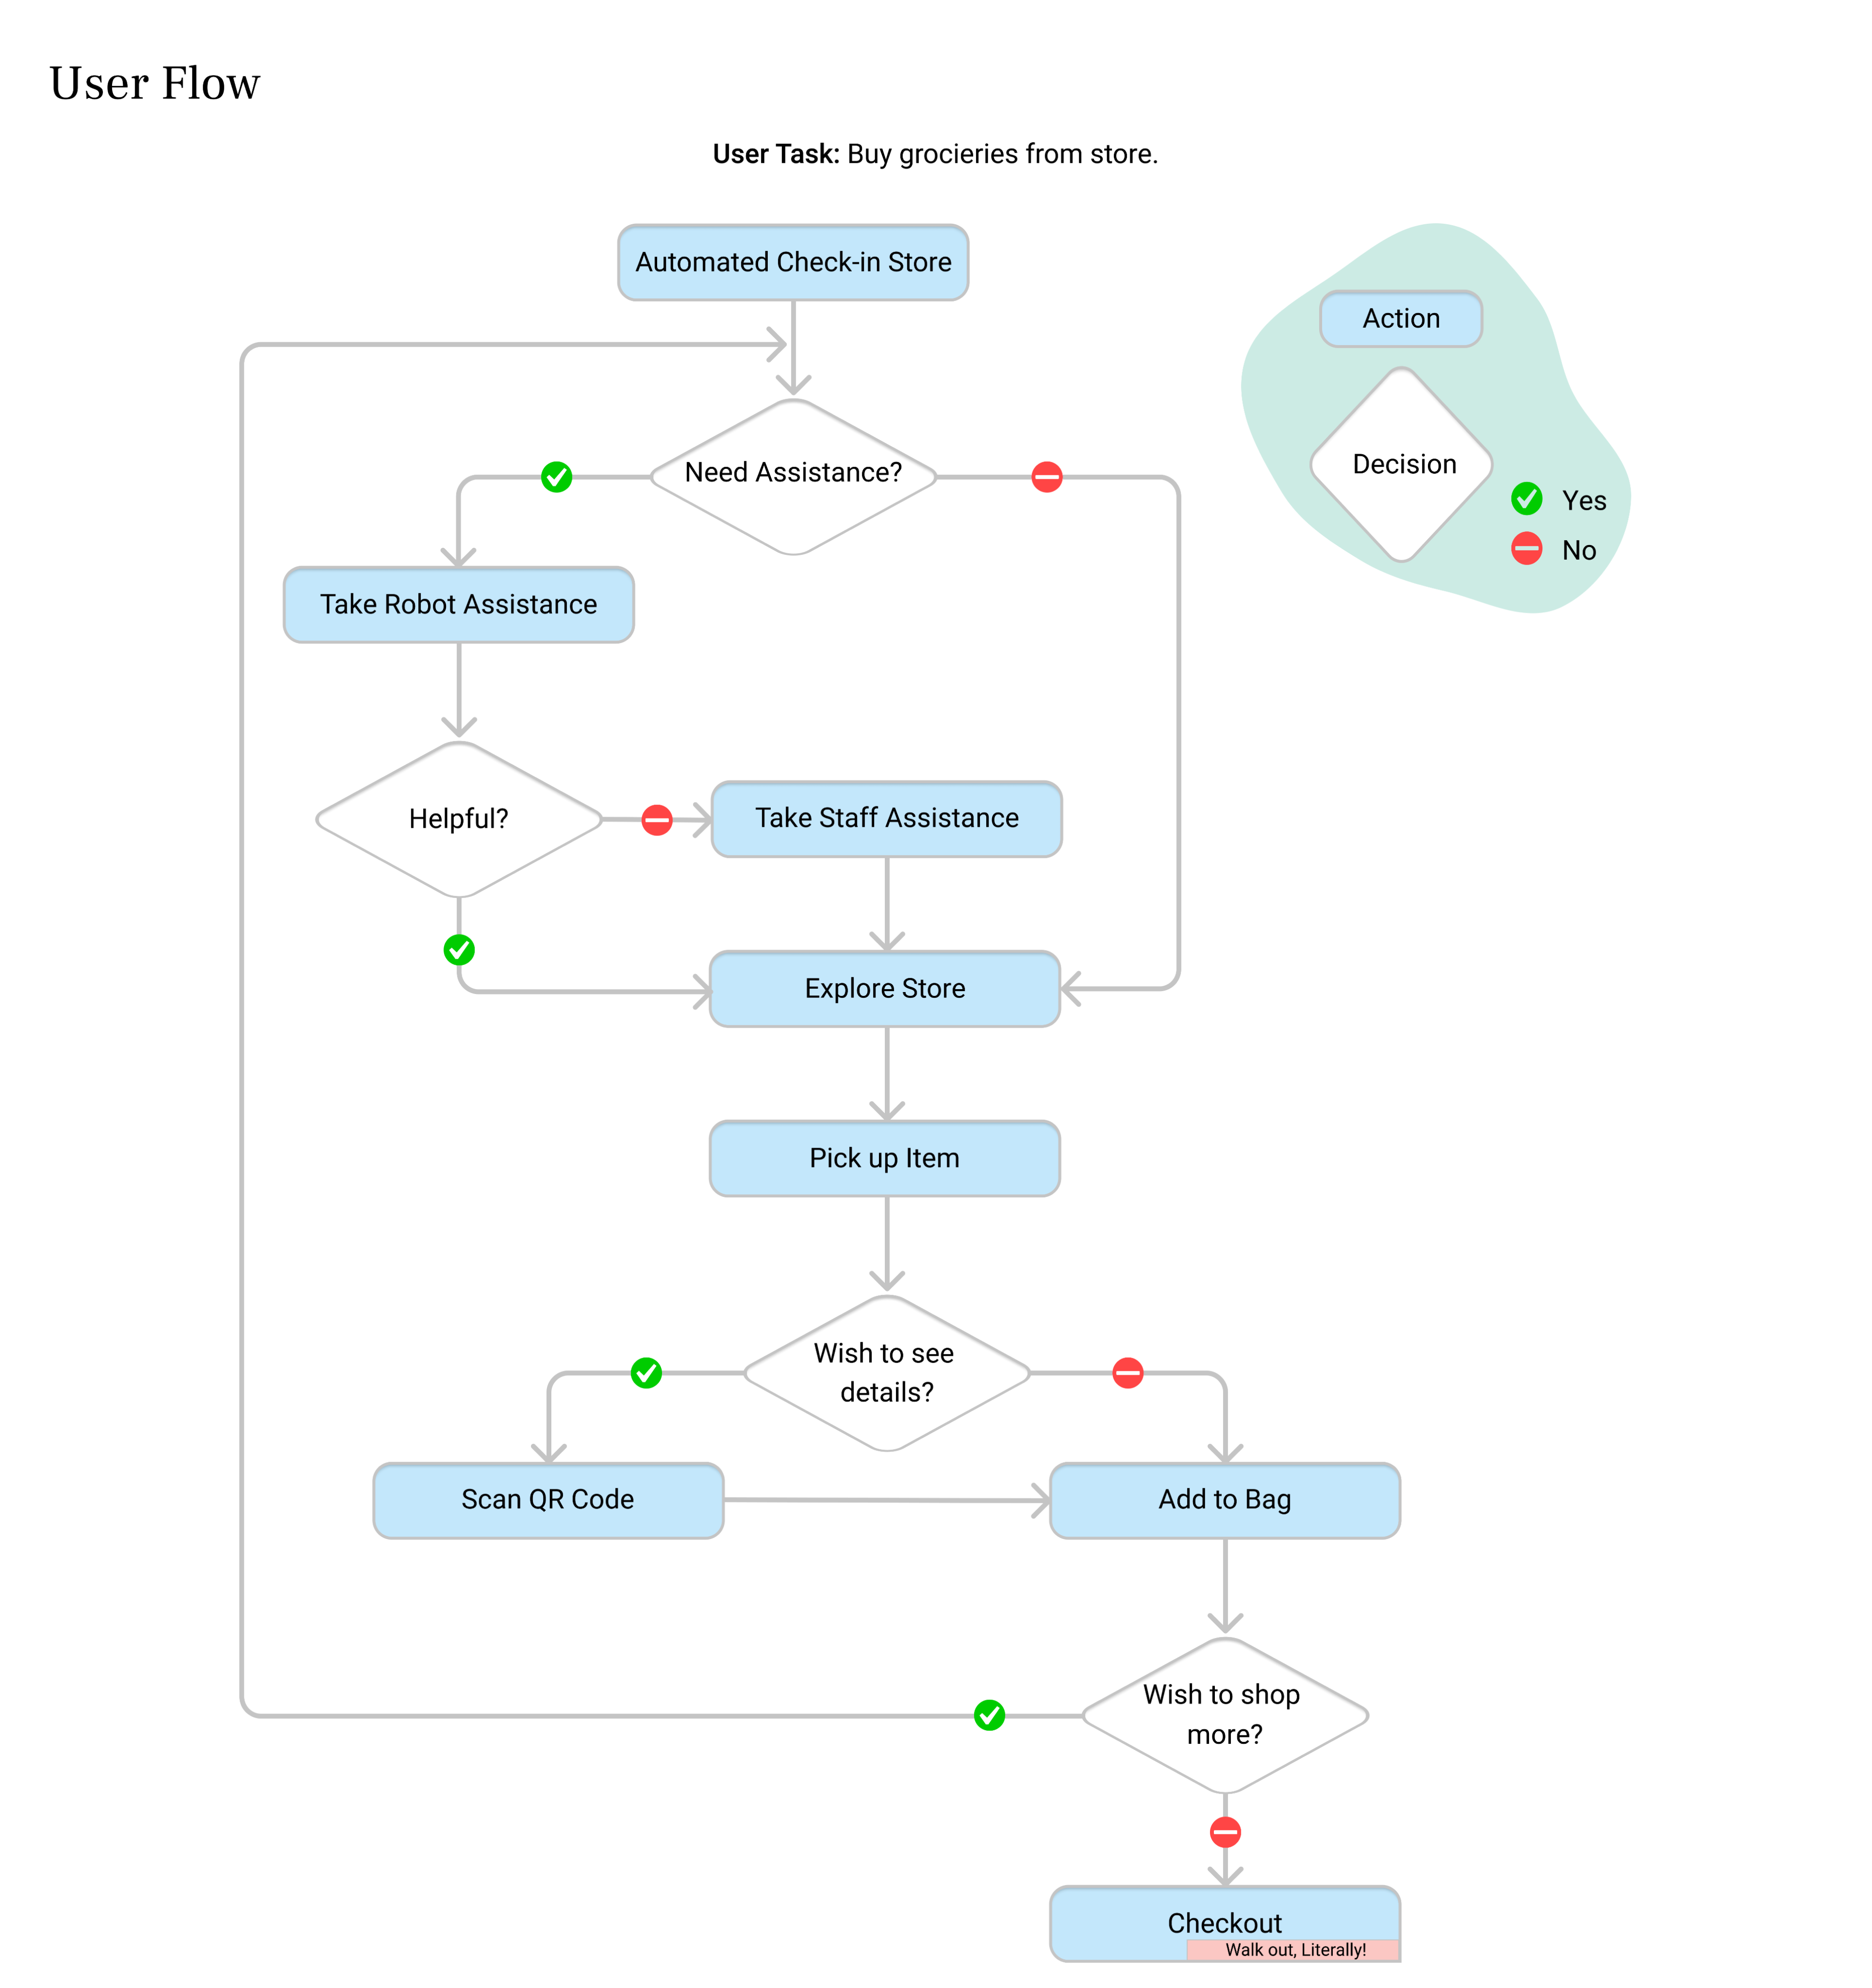 User Flow
User Task: Buy grocieries from store.
Automated Check-in Store
Action
Decision
Yes
No
Need Assistance?
Take Robot Assistance
Helpful?
Take Staff Assistance
Explore Store
Pick up Item
Wish to see
details?
Scan QR Code
Add to Bag
Wish to shop
more?
Checkout
Walk out, Literally!